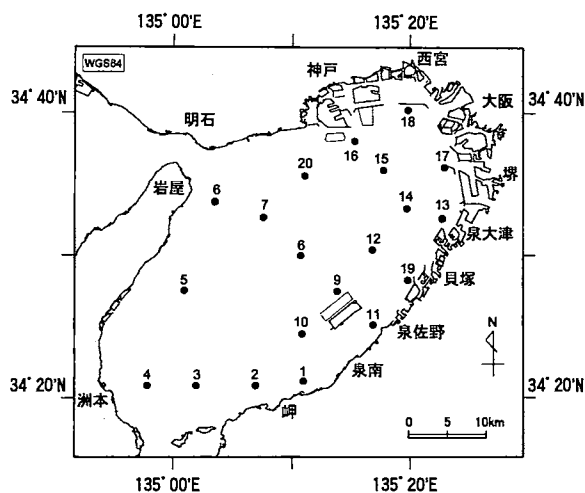 135°00'E
135°20'E
WGS84
西宮
神戸
34°40'N
34°40'N
大阪
明石
18
16
15
17
堺
20
岩屋
6
7
14
13
泉大津
12
6
5
9
19
貝塚
10
11
泉佐野
N
4
3
2
1
泉南
34°20'N
34°20'N
洲本
岬
0 5 10km
135°00'E
135°20'E